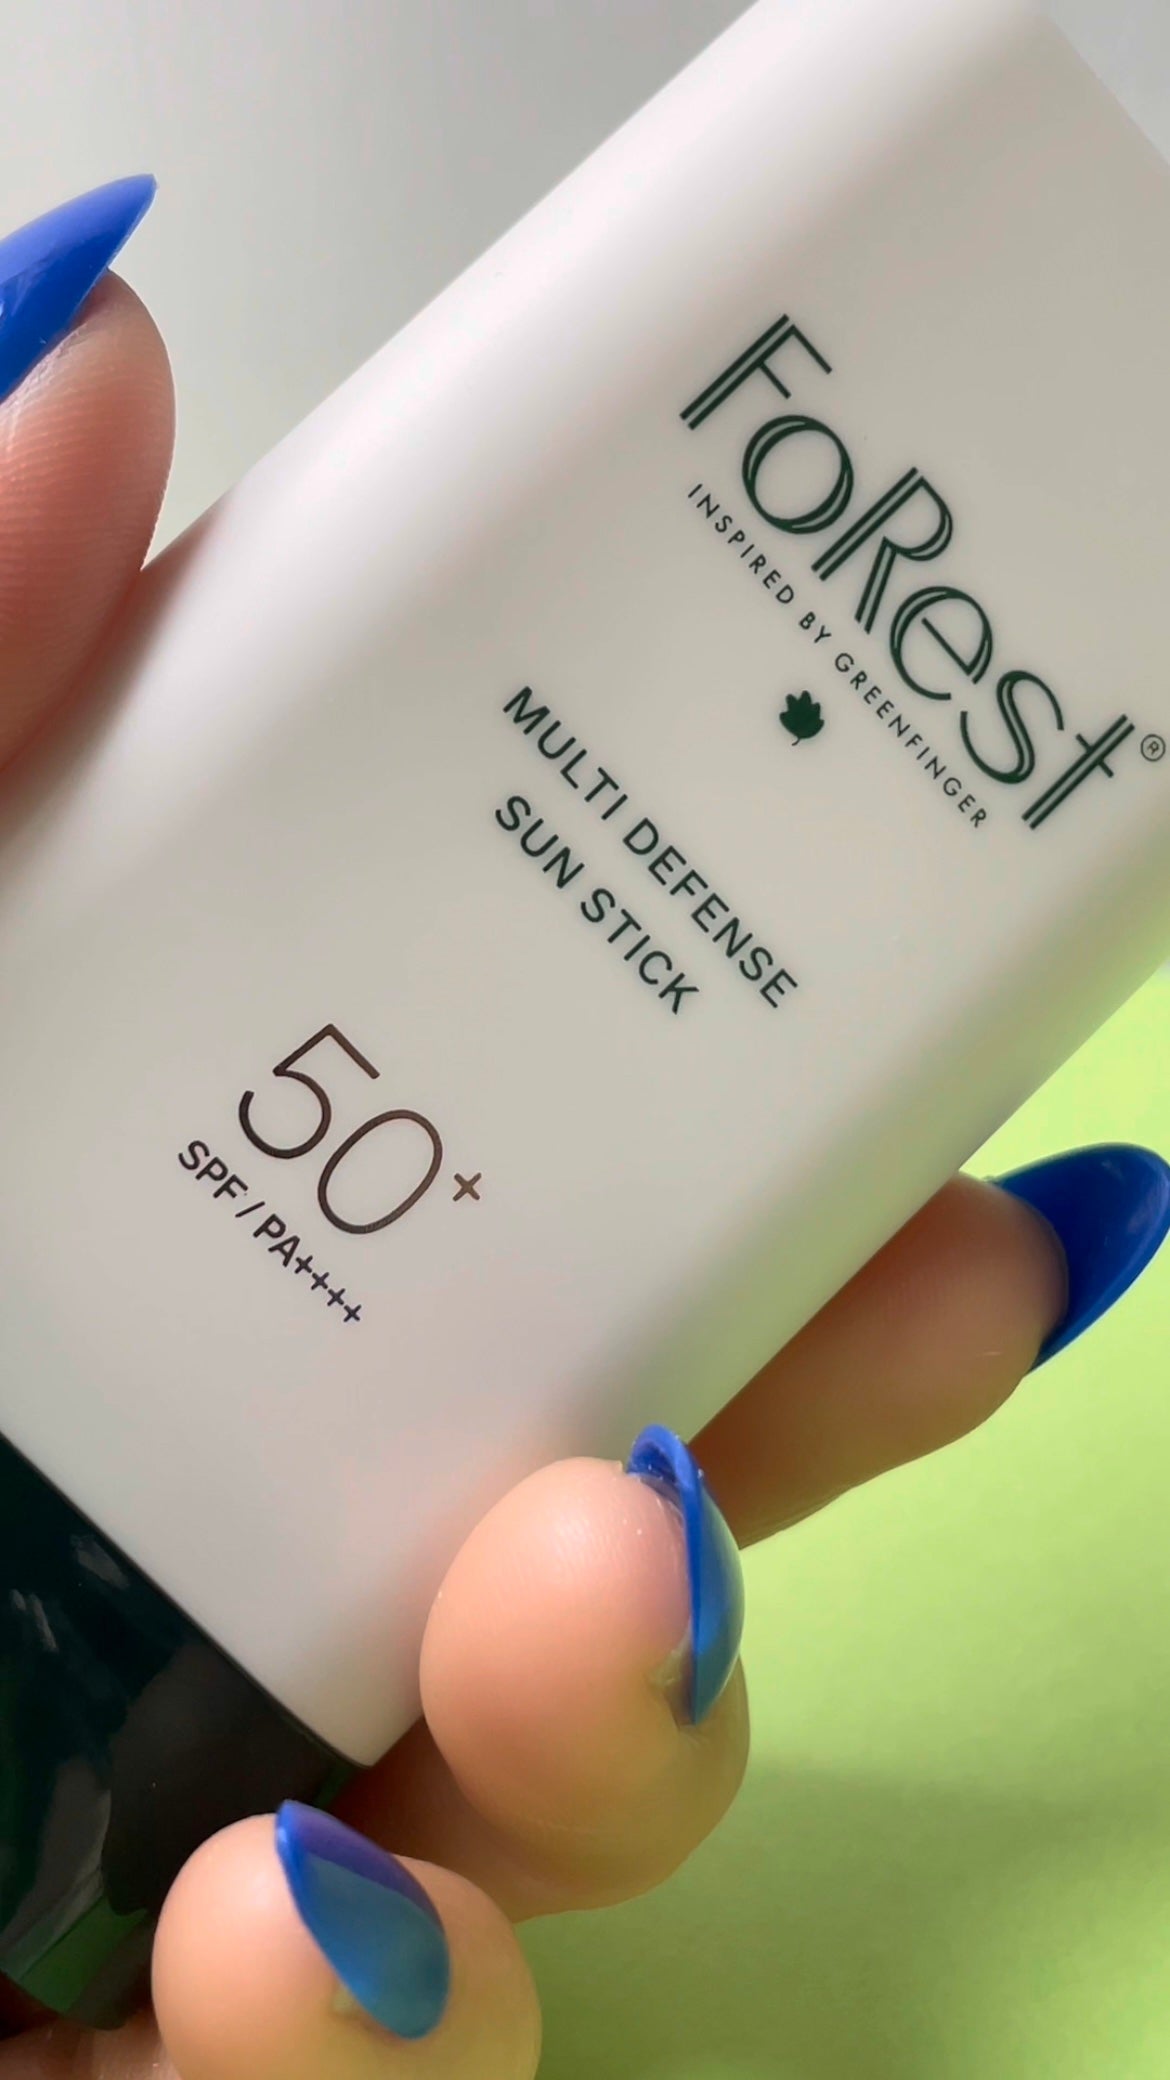 FoRest®
INSPIRED BY GREENFINGER
MULTI DEFENSE
SUN STICK
50+
SPF / PA++++